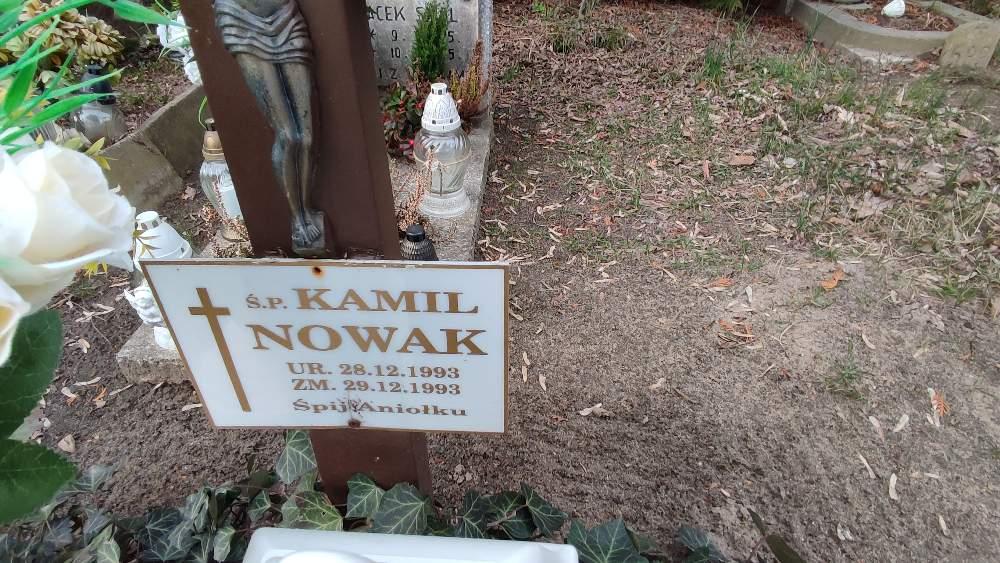 Ś.P. KAMIL
NOWAK
UR. 28.12.1993
ZM. 29.12.1993
Śpij Aniołku